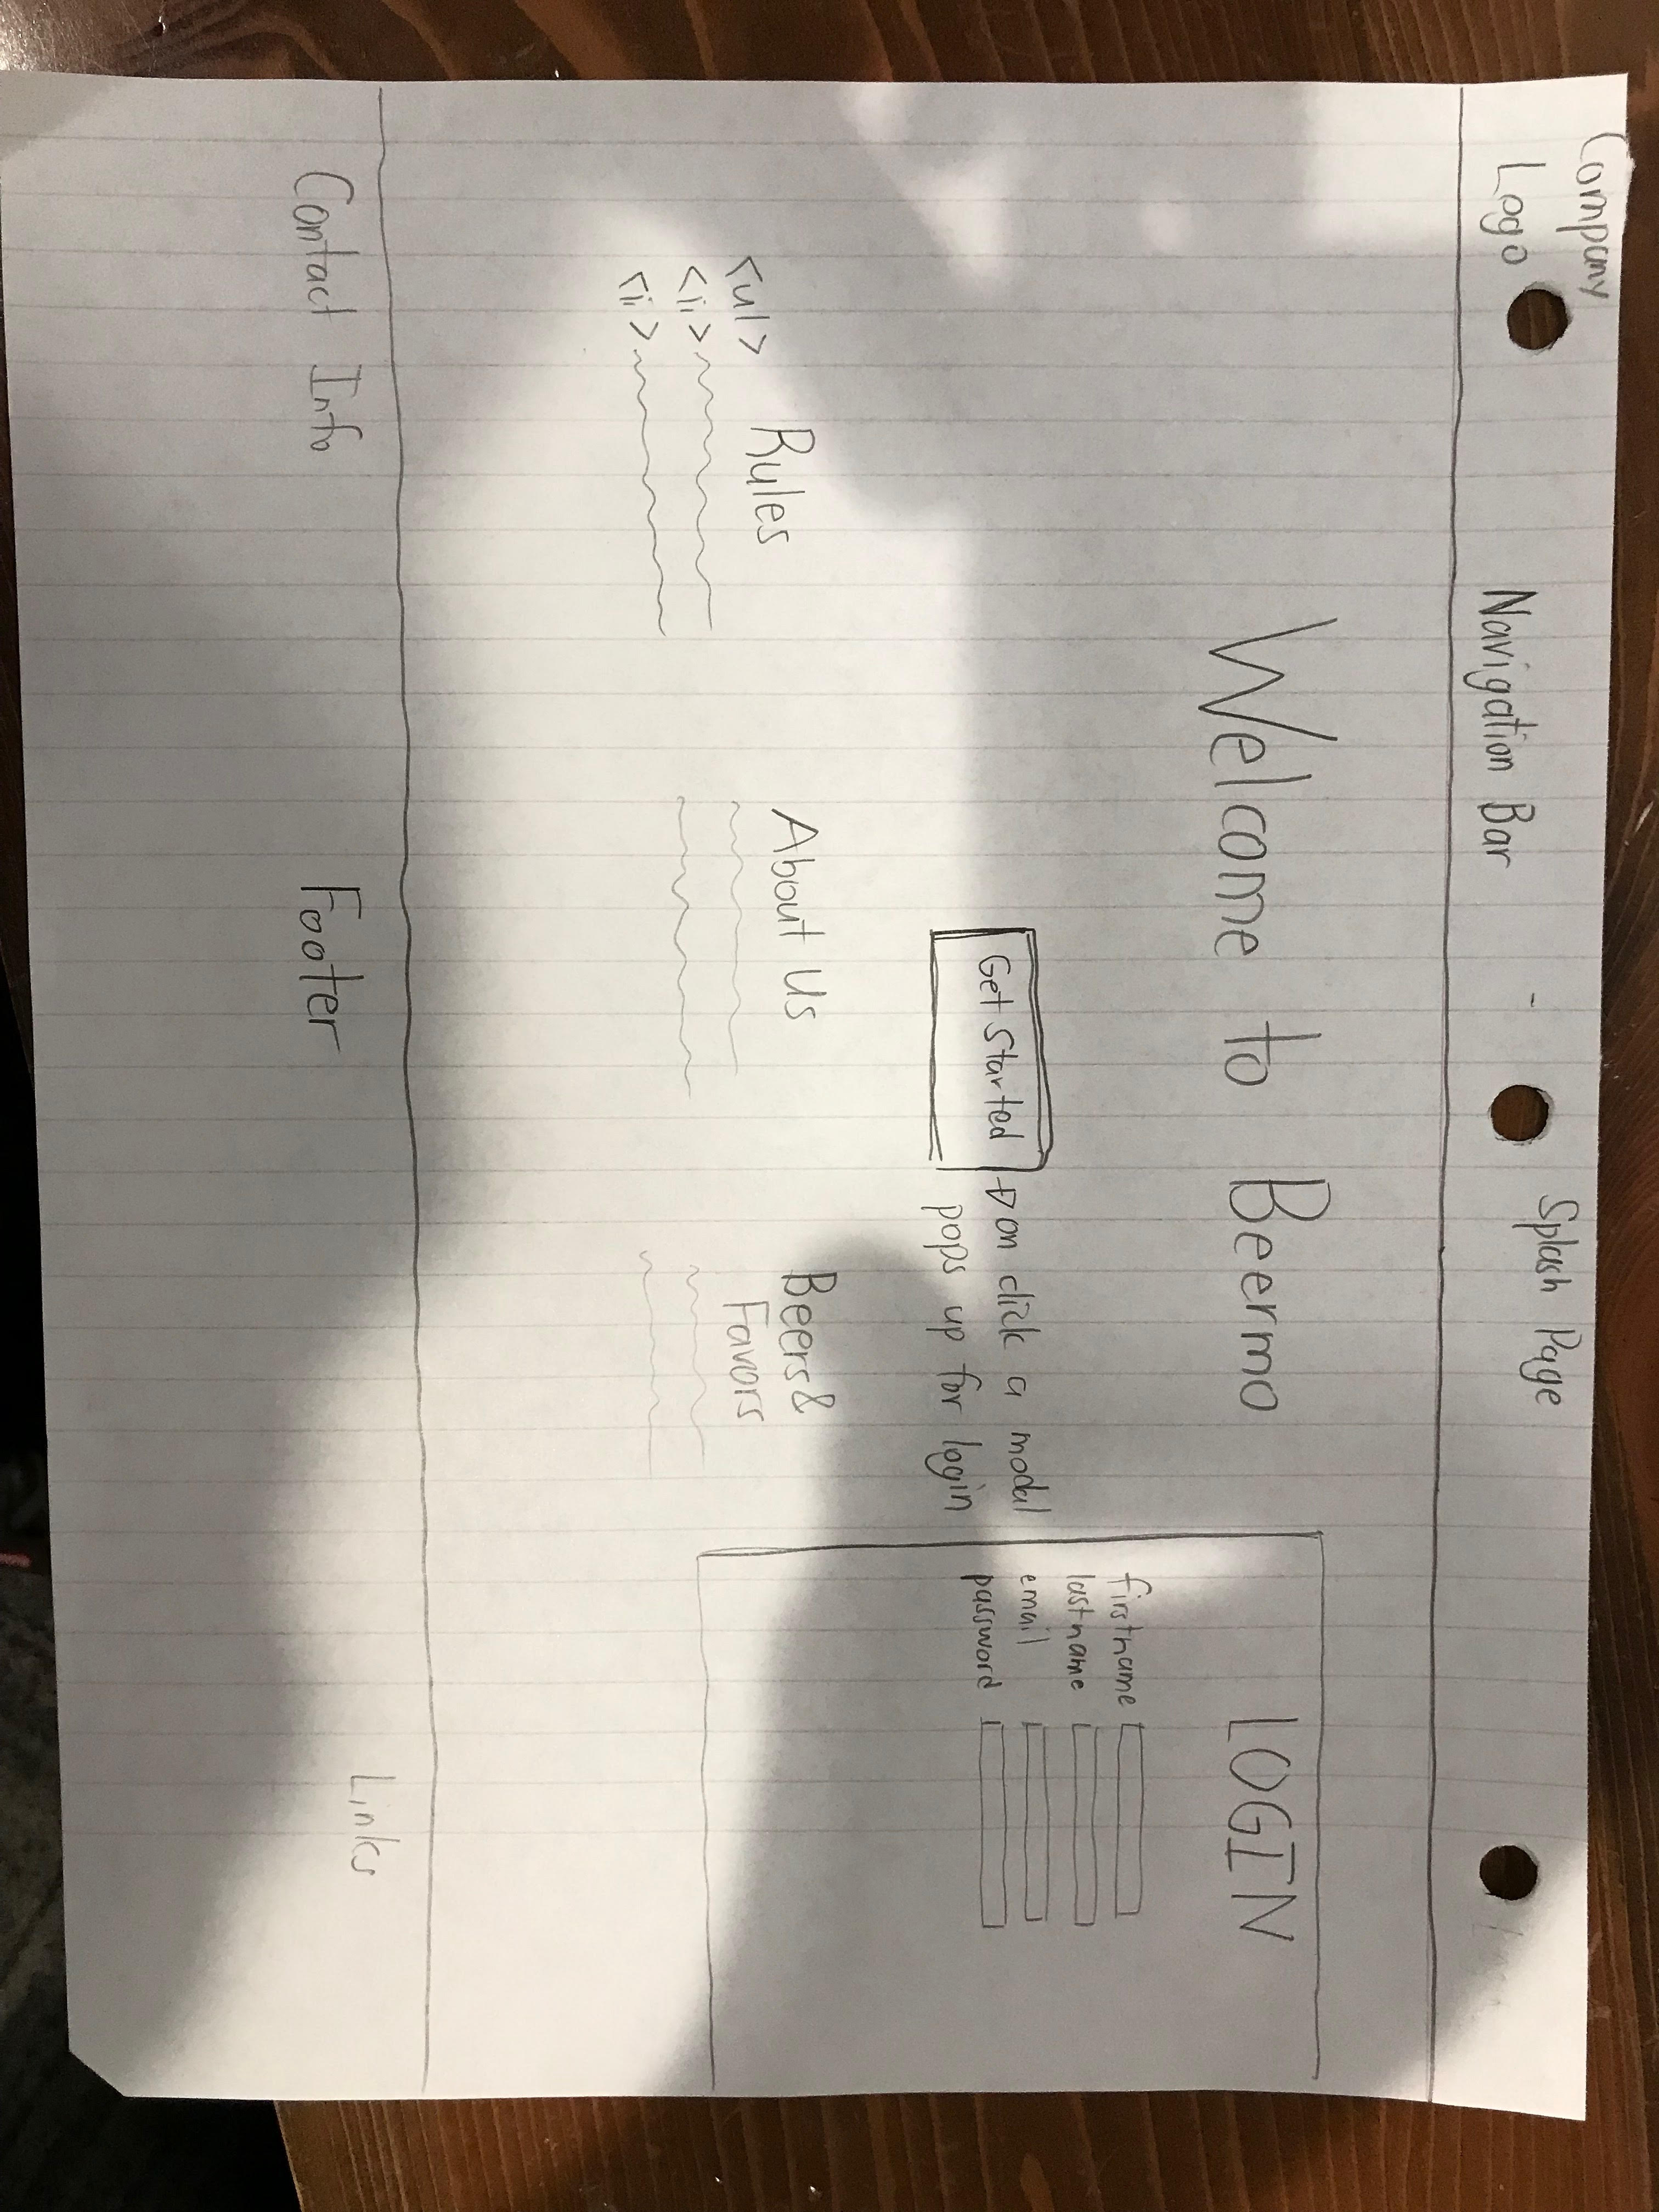 Company
Logo
Navigation Bar
Splash Page
Welcome to Beermo
Get Started
on click a modal
pops up for login
LOGIN
firstname
lastname
email
password
Rules
<ul>
<li>
<li>
About Us
Beers &
Favors
Contact Info
Footer
Links